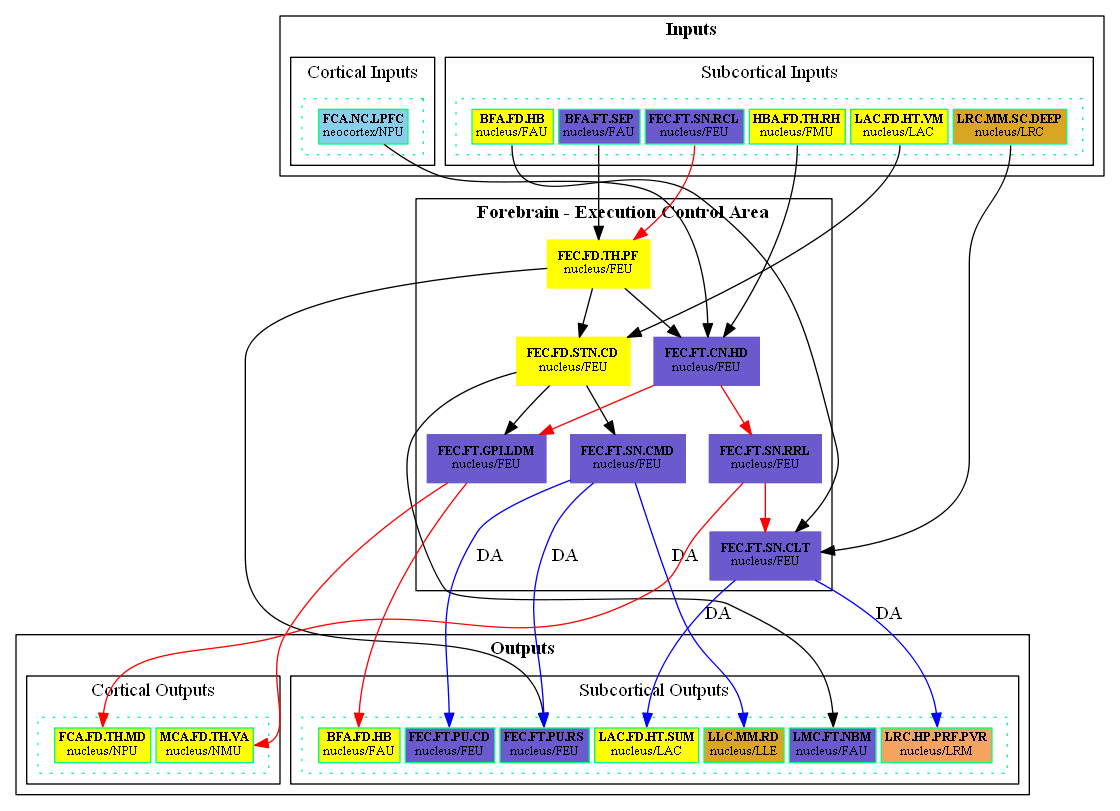 Inputs
Cortical Inputs
Subcortical Inputs
FCA.NC.LPFC
neocortex/NPU
BFA.FD.HB
nucleus/FAU
BFA.FT.SEP
nucleus/FAU
FEC.FT.SN.RCL
nucleus/FEU
HBA.FD.TH.RH
nucleus/FMU
LAC.FD.HT.VM
nucleus/LAC
LRC.MM.SC.DEEP
nucleus/LRC
Forebrain - Execution Control Area
FEC.FD.TH.PF
nucleus/FEU
FEC.FD.STN.CD
nucleus/FEU
FEC.FT.CN.HD
nucleus/FEU
FEC.FT.GPI.LDM
nucleus/FEU
FEC.FT.SN.CMD
nucleus/FEU
FEC.FT.SN.RRL
nucleus/FEU
FEC.FT.SN.CLT
nucleus/FEU
DA
DA
DA
DA
DA
Outputs
Cortical Outputs
Subcortical Outputs
FCA.FD.TH.MD
nucleus/NPU
MCA.FD.TH.VA
nucleus/NMU
BFA.FD.HB
nucleus/FAU
FEC.FT.PU.CD
nucleus/FEU
FEC.FT.PU.RS
nucleus/FEU
LAC.FD.HT.SUM
nucleus/LAC
LLC.MM.RD
nucleus/LLE
LMC.FT.NBM
nucleus/FAU
LRC.HP.PRF.PVR
nucleus/LRM